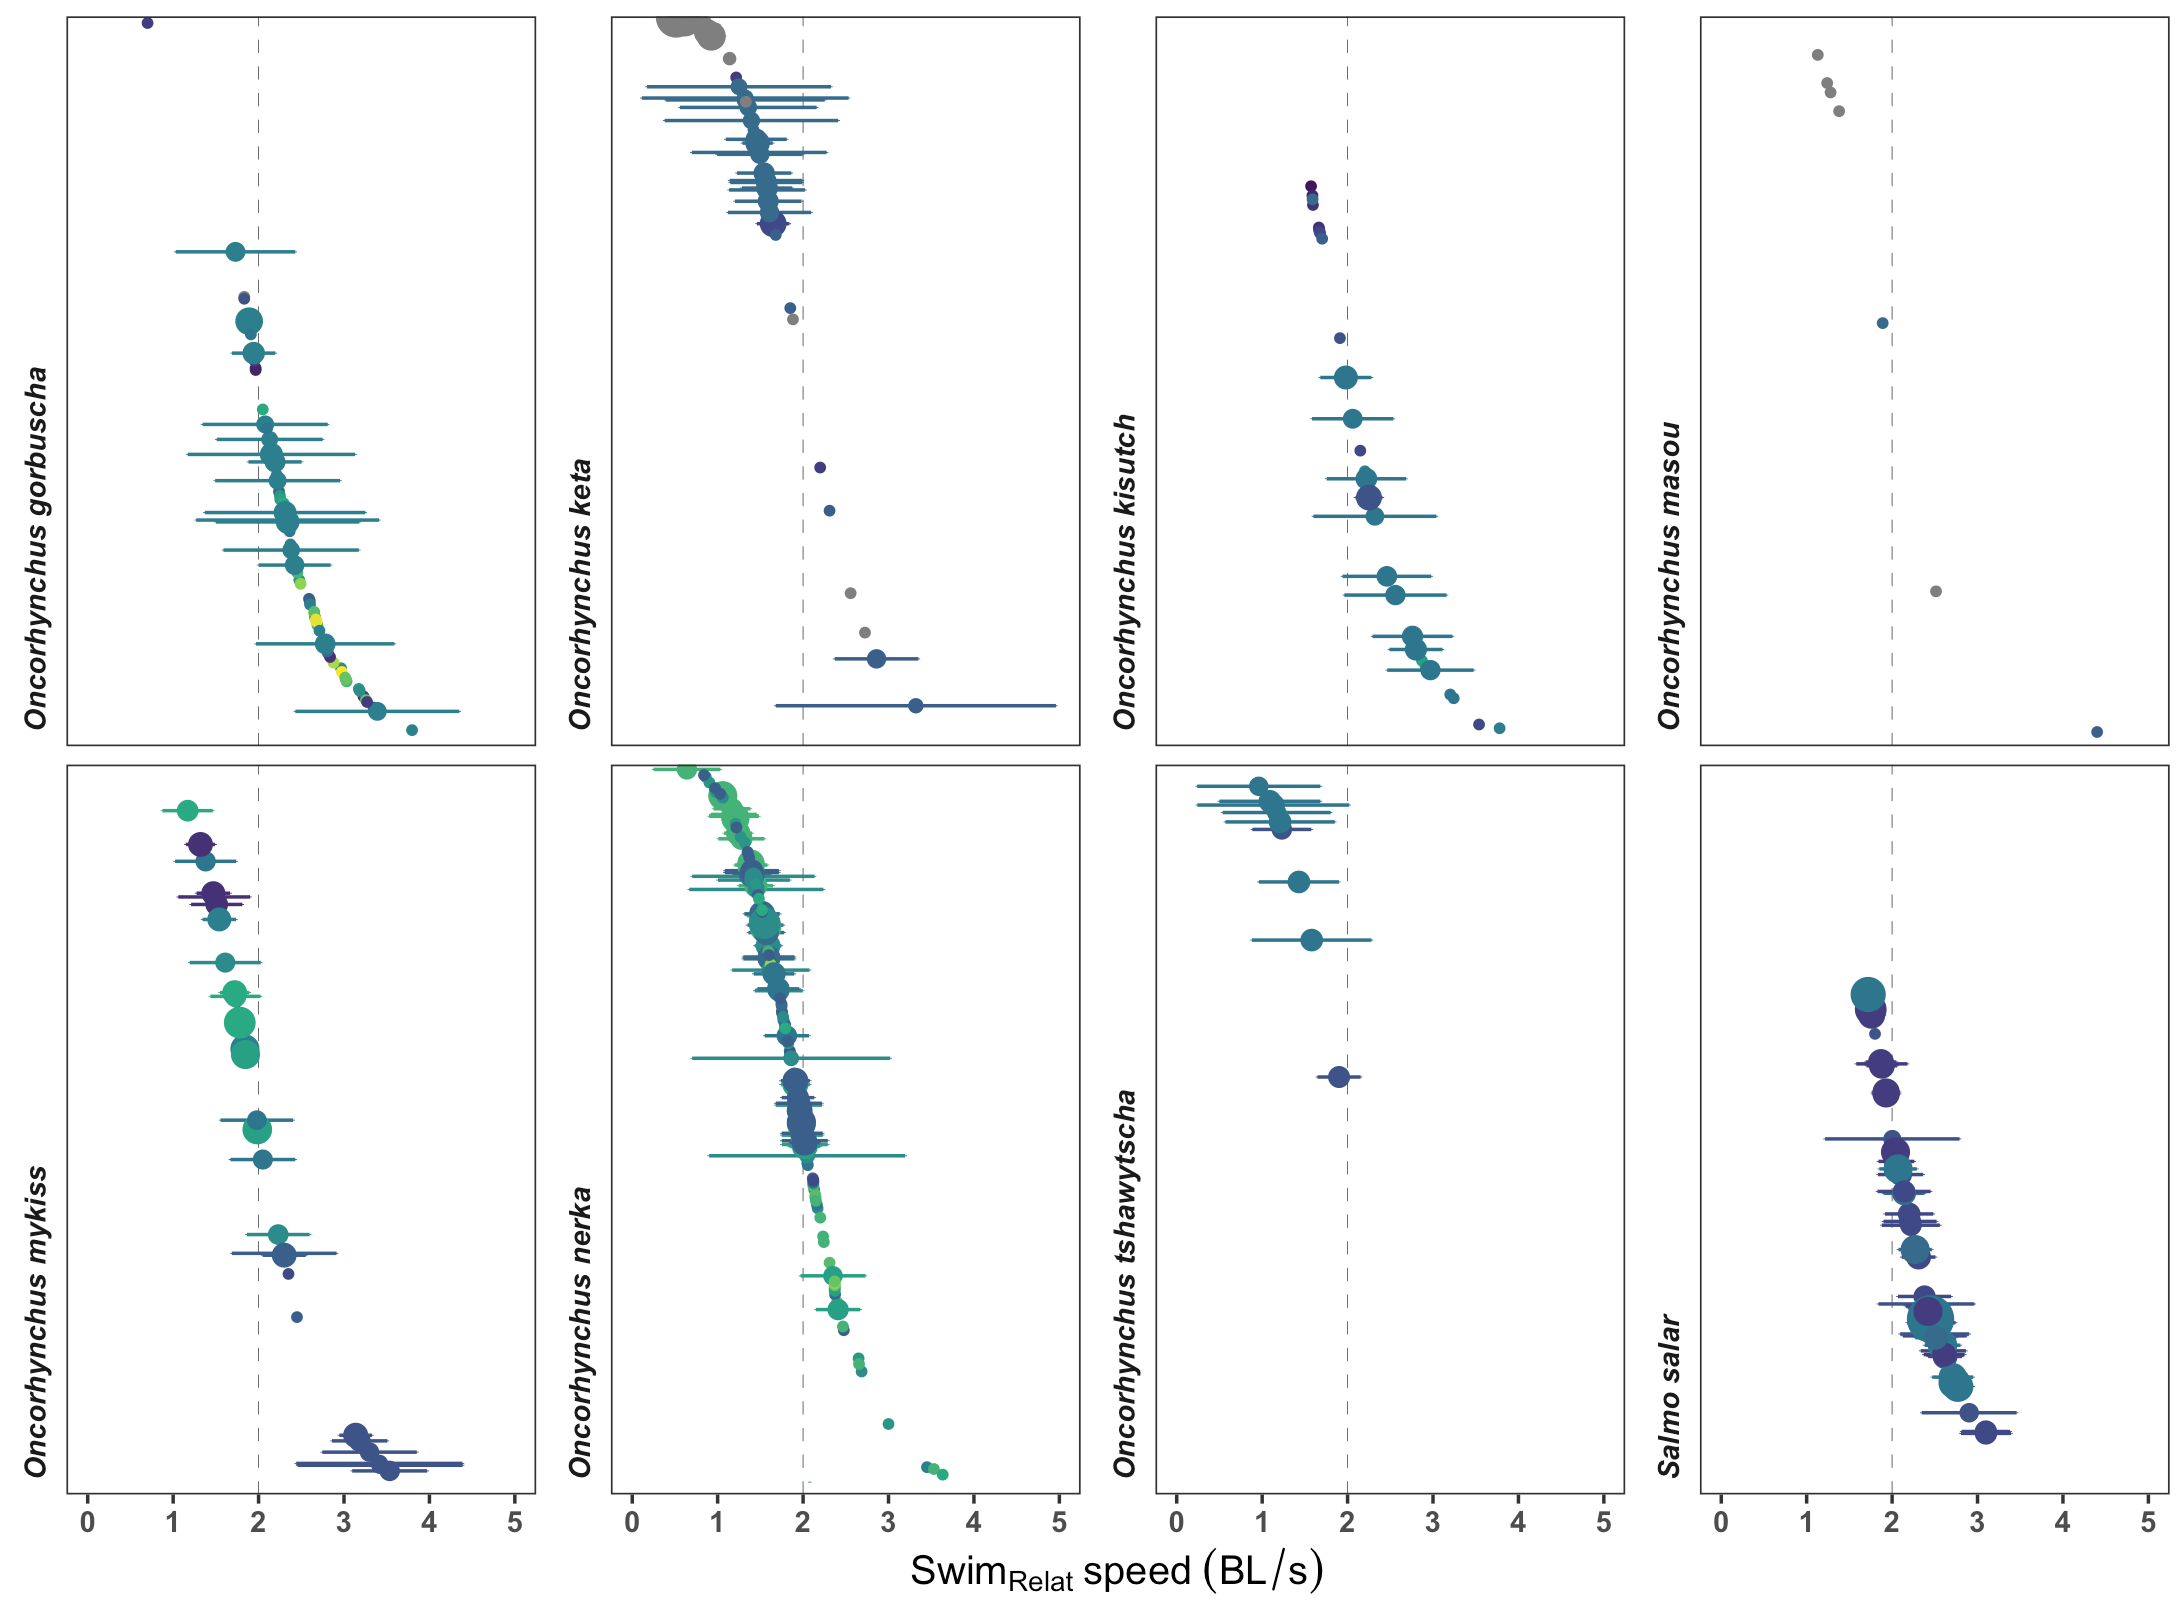 Oncorhynchus gorbuscha
Oncorhynchus keta
Oncorhynchus kisutch
Oncorhynchus masou
Oncorhynchus mykiss
Oncorhynchus nerka
Oncorhynchus tshawytscha
Salmo salar
0 1 2 3 4 5 0 1 2 3 4 5 0 1 2 3 4 5 0 1 2 3 4 5
SwimRelat speed (BL/s)